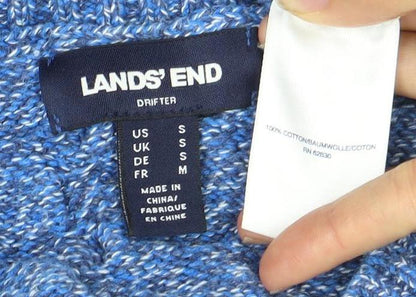 LANDS' END
DRIFTER
US S
UK S
DE S
FR M
MADE IN
CHINA/
FABRIQUE
EN CHINE
100% COTTON/BAUMWOLLE/COTON
RN 62830